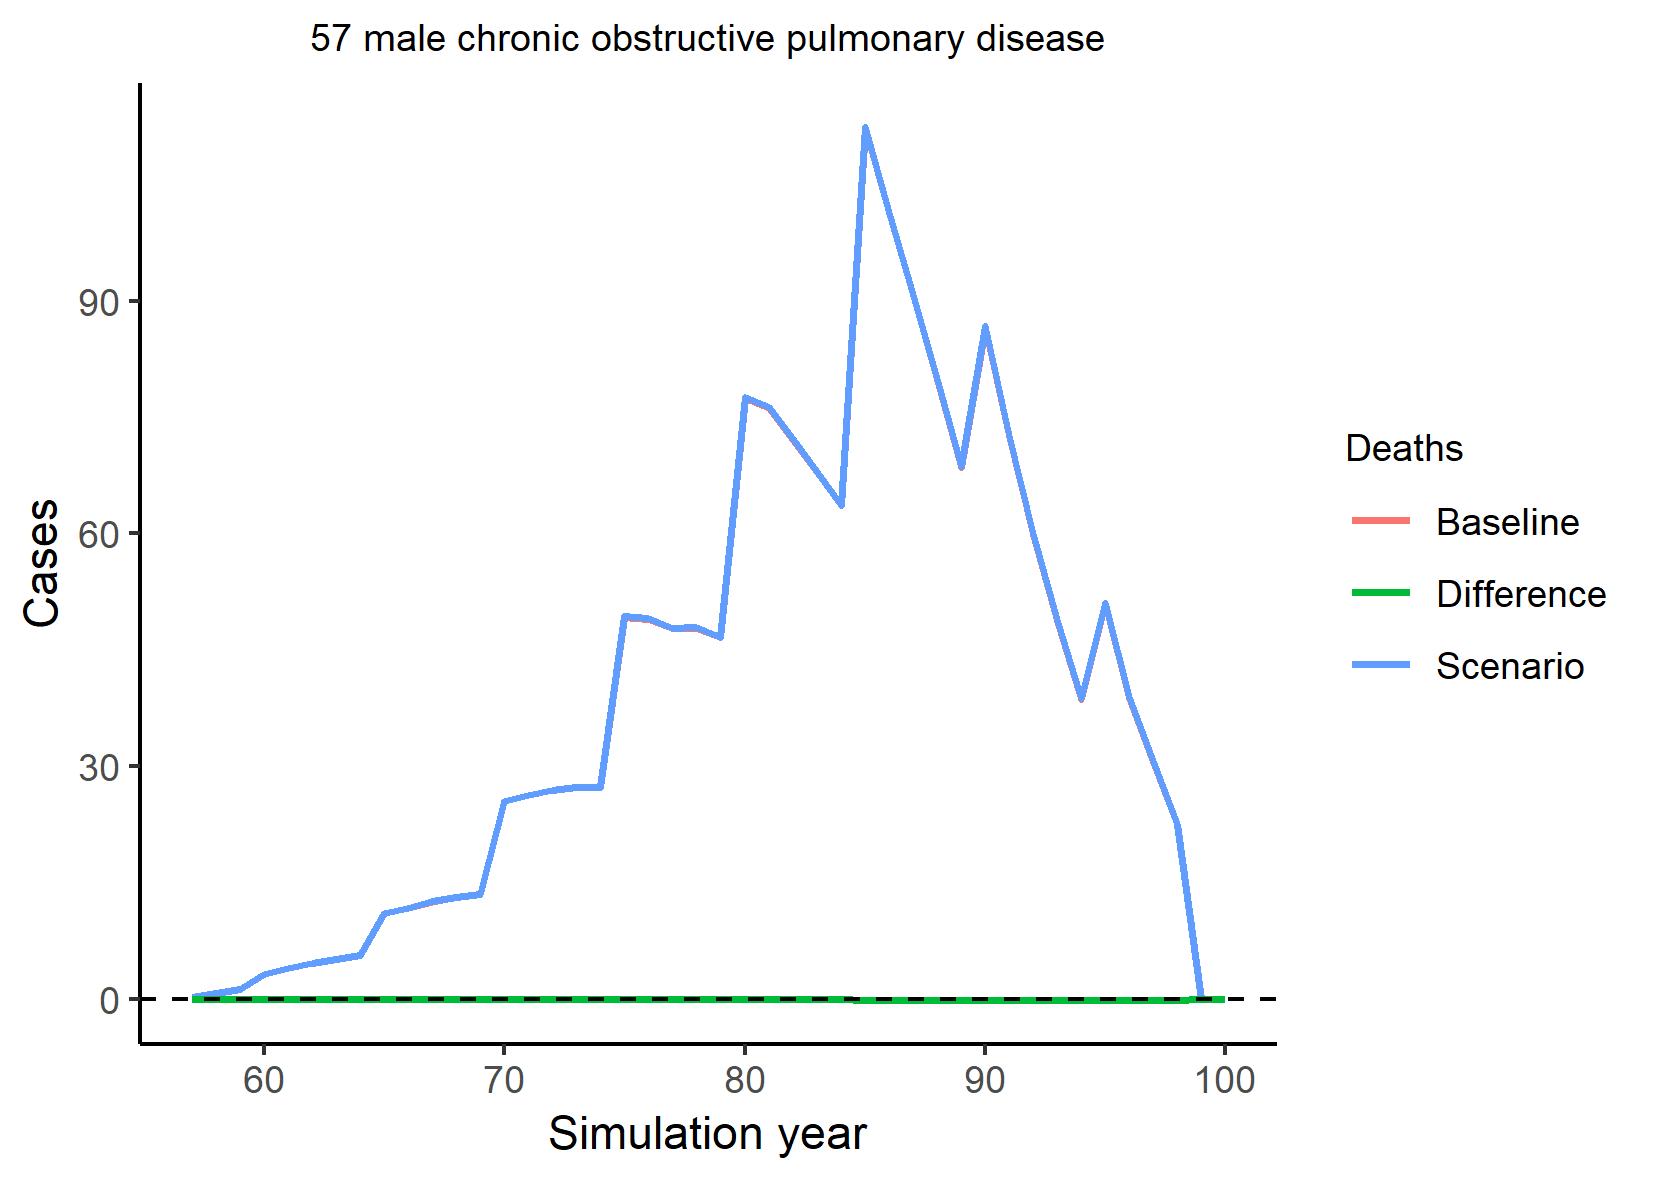 57 male chronic obstructive pulmonary disease
Cases
90
60
30
0
60 70 80 90 100
Simulation year
Deaths
Baseline
Difference
Scenario